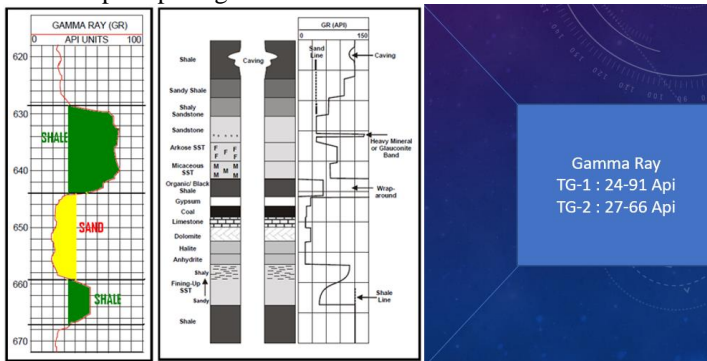 GAMMA RAY (GR)
0 API UNITS 100
620
630
SHALE
640
650
SAND
660
SHALE
670
GR (API)
0 150
Shale
Caving
Sand
Line
Caving
Sandy Shale
Shaly
Sandstone
Sandstone
Heavy Mineral
or Glauconite
Band
Arkose SST
F F F
F
Micaceous
SST
M M M
M M
Organic/ Black
Shale
Wrap-
around
Gypsum
Coal
Limestone
Dolomite
Halite
Anhydrite
Shaly
Fining-Up
SST
Sandy
Shale
Line
Shale
Gamma Ray
TG-1 : 24-91 Api
TG-2 : 27-66 Api